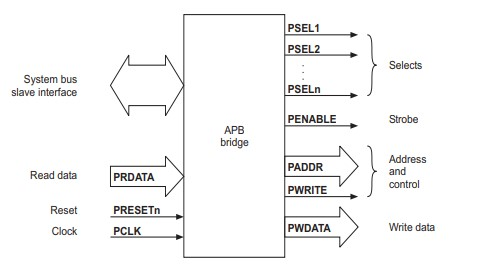 PSEL1
PSEL2
PSELn
Selects
System bus
slave interface
APB
bridge
PENABLE
Strobe
Read data
PRDATA
PADDR
Address
and
control
PWRITE
Reset
PRESETn
Clock
PCLK
PWDATA
Write data